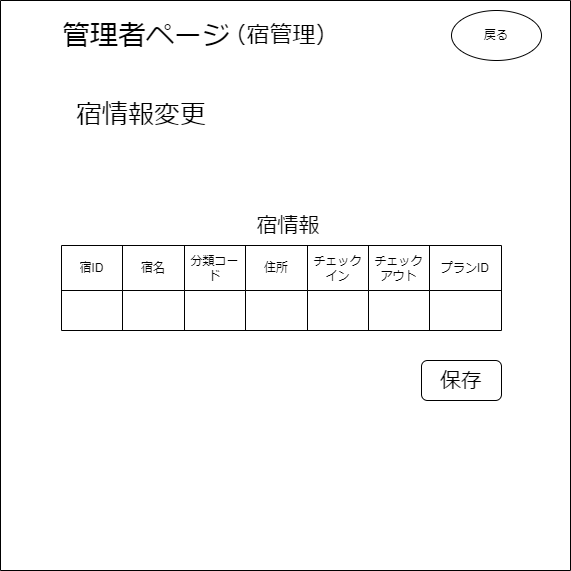 管理者ページ（宿管理）
戻る
宿情報変更
宿情報
宿ID
宿名
分類コー
ド
住所
チェック
イン
チェック
アウト
プランID
保存